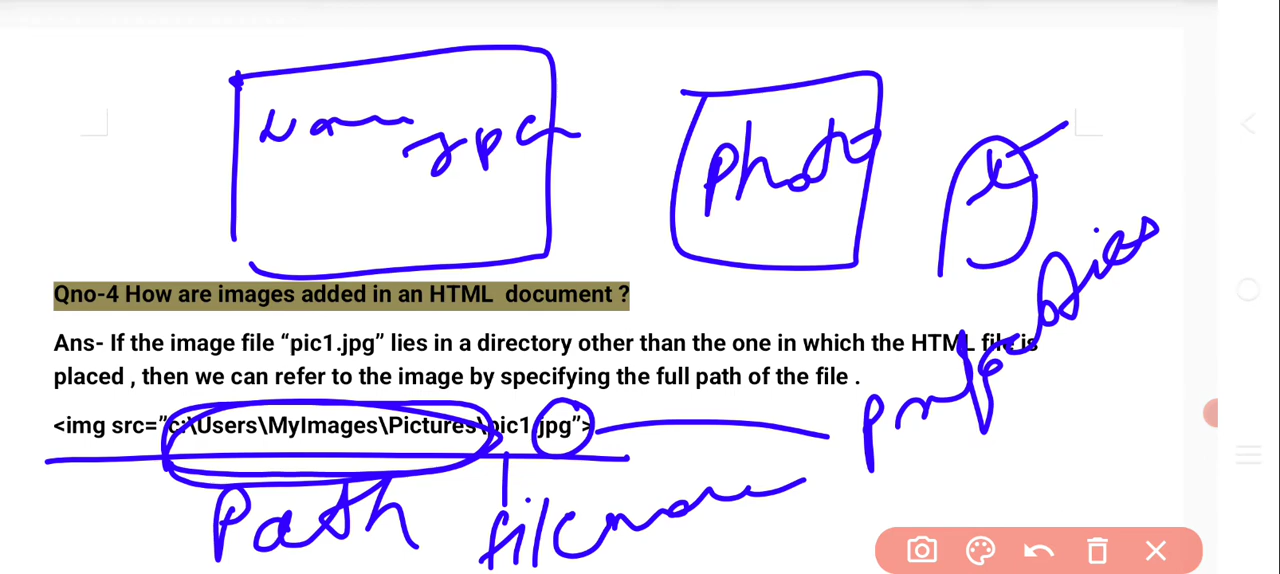 photo
Qno-4 How are images added in an HTML document ?
Ans- If the image file “pic1.jpg” lies in a directory other than the one in which the HTML file is
placed , then we can refer to the image by specifying the full path of the file .
<img src=”c:\Users\MyImages\Pictures\pic1.jpg”>
Path